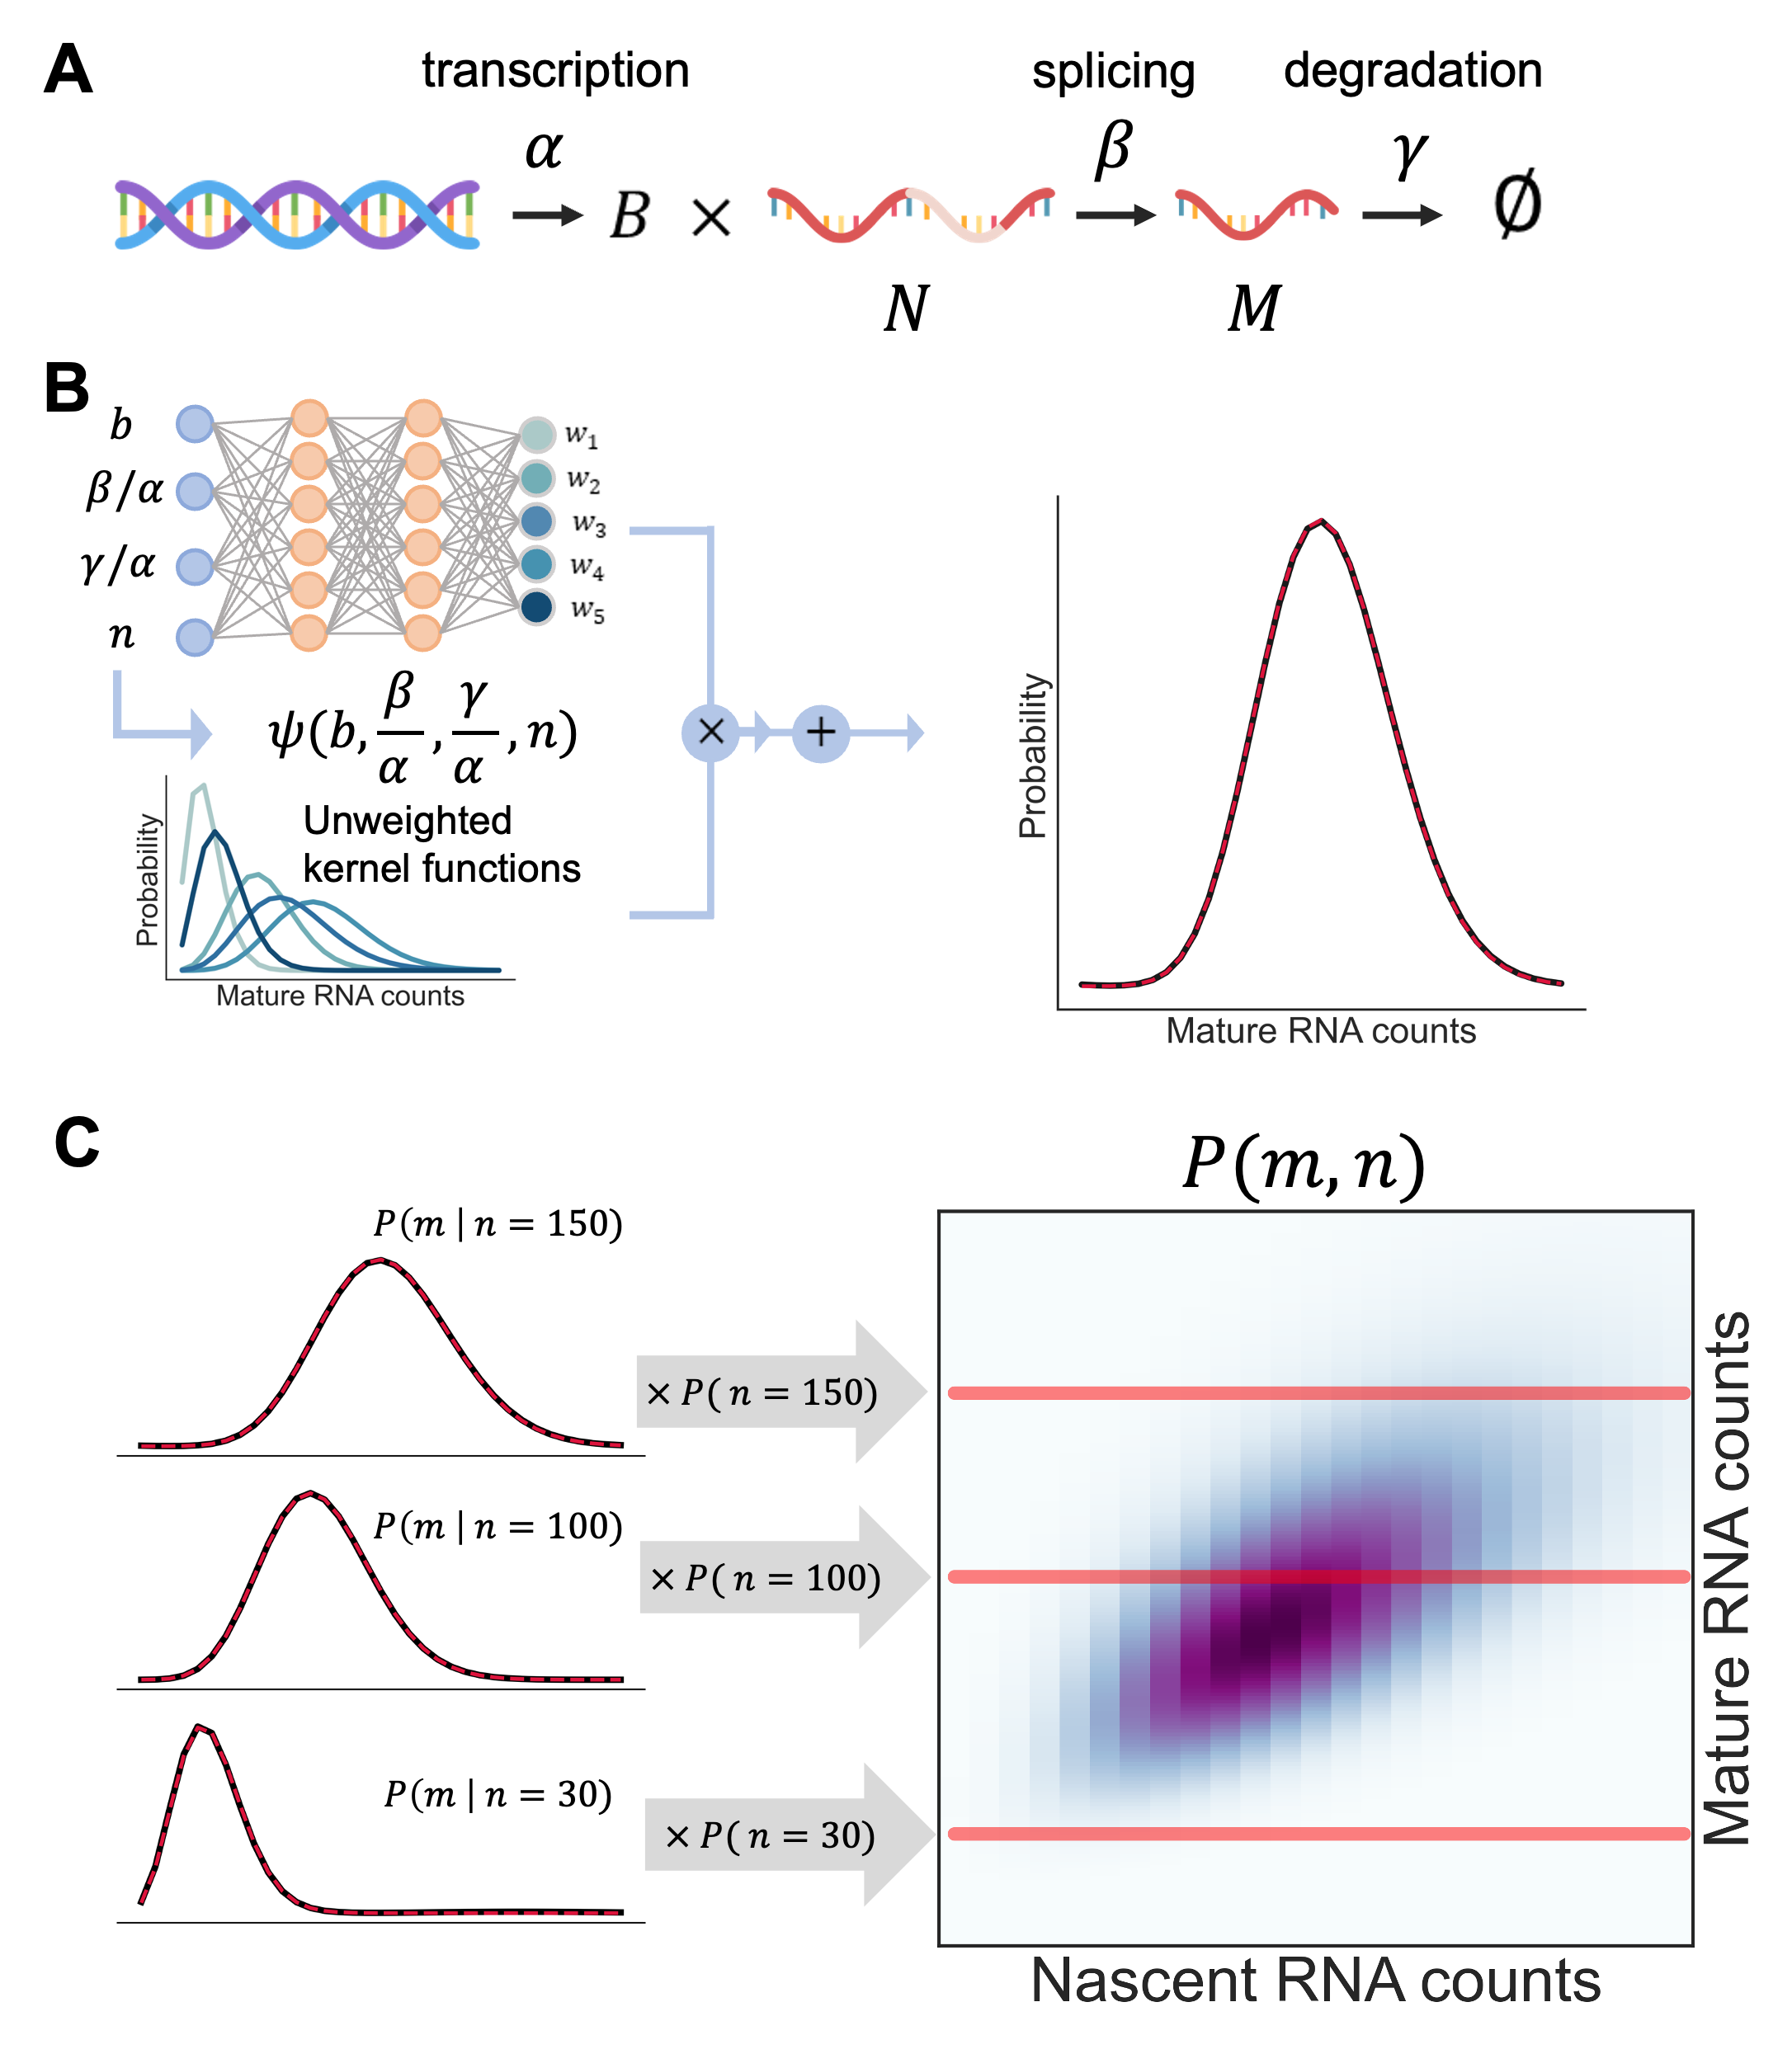 A
transcription splicing degradation
α β γ
B × ∅
N M
B
b
β/α
γ/α
n
w₁
w₂
w₃
w₄
w₅
ψ(b, β/α, γ/α, n)
Unweighted
kernel functions
Probability
Mature RNA counts
× +
Probability
Mature RNA counts
C
P(m | n = 150)
× P( n = 150)
P(m | n = 100)
× P( n = 100)
P(m | n = 30)
× P( n = 30)
P(m, n)
Mature RNA counts
Nascent RNA counts